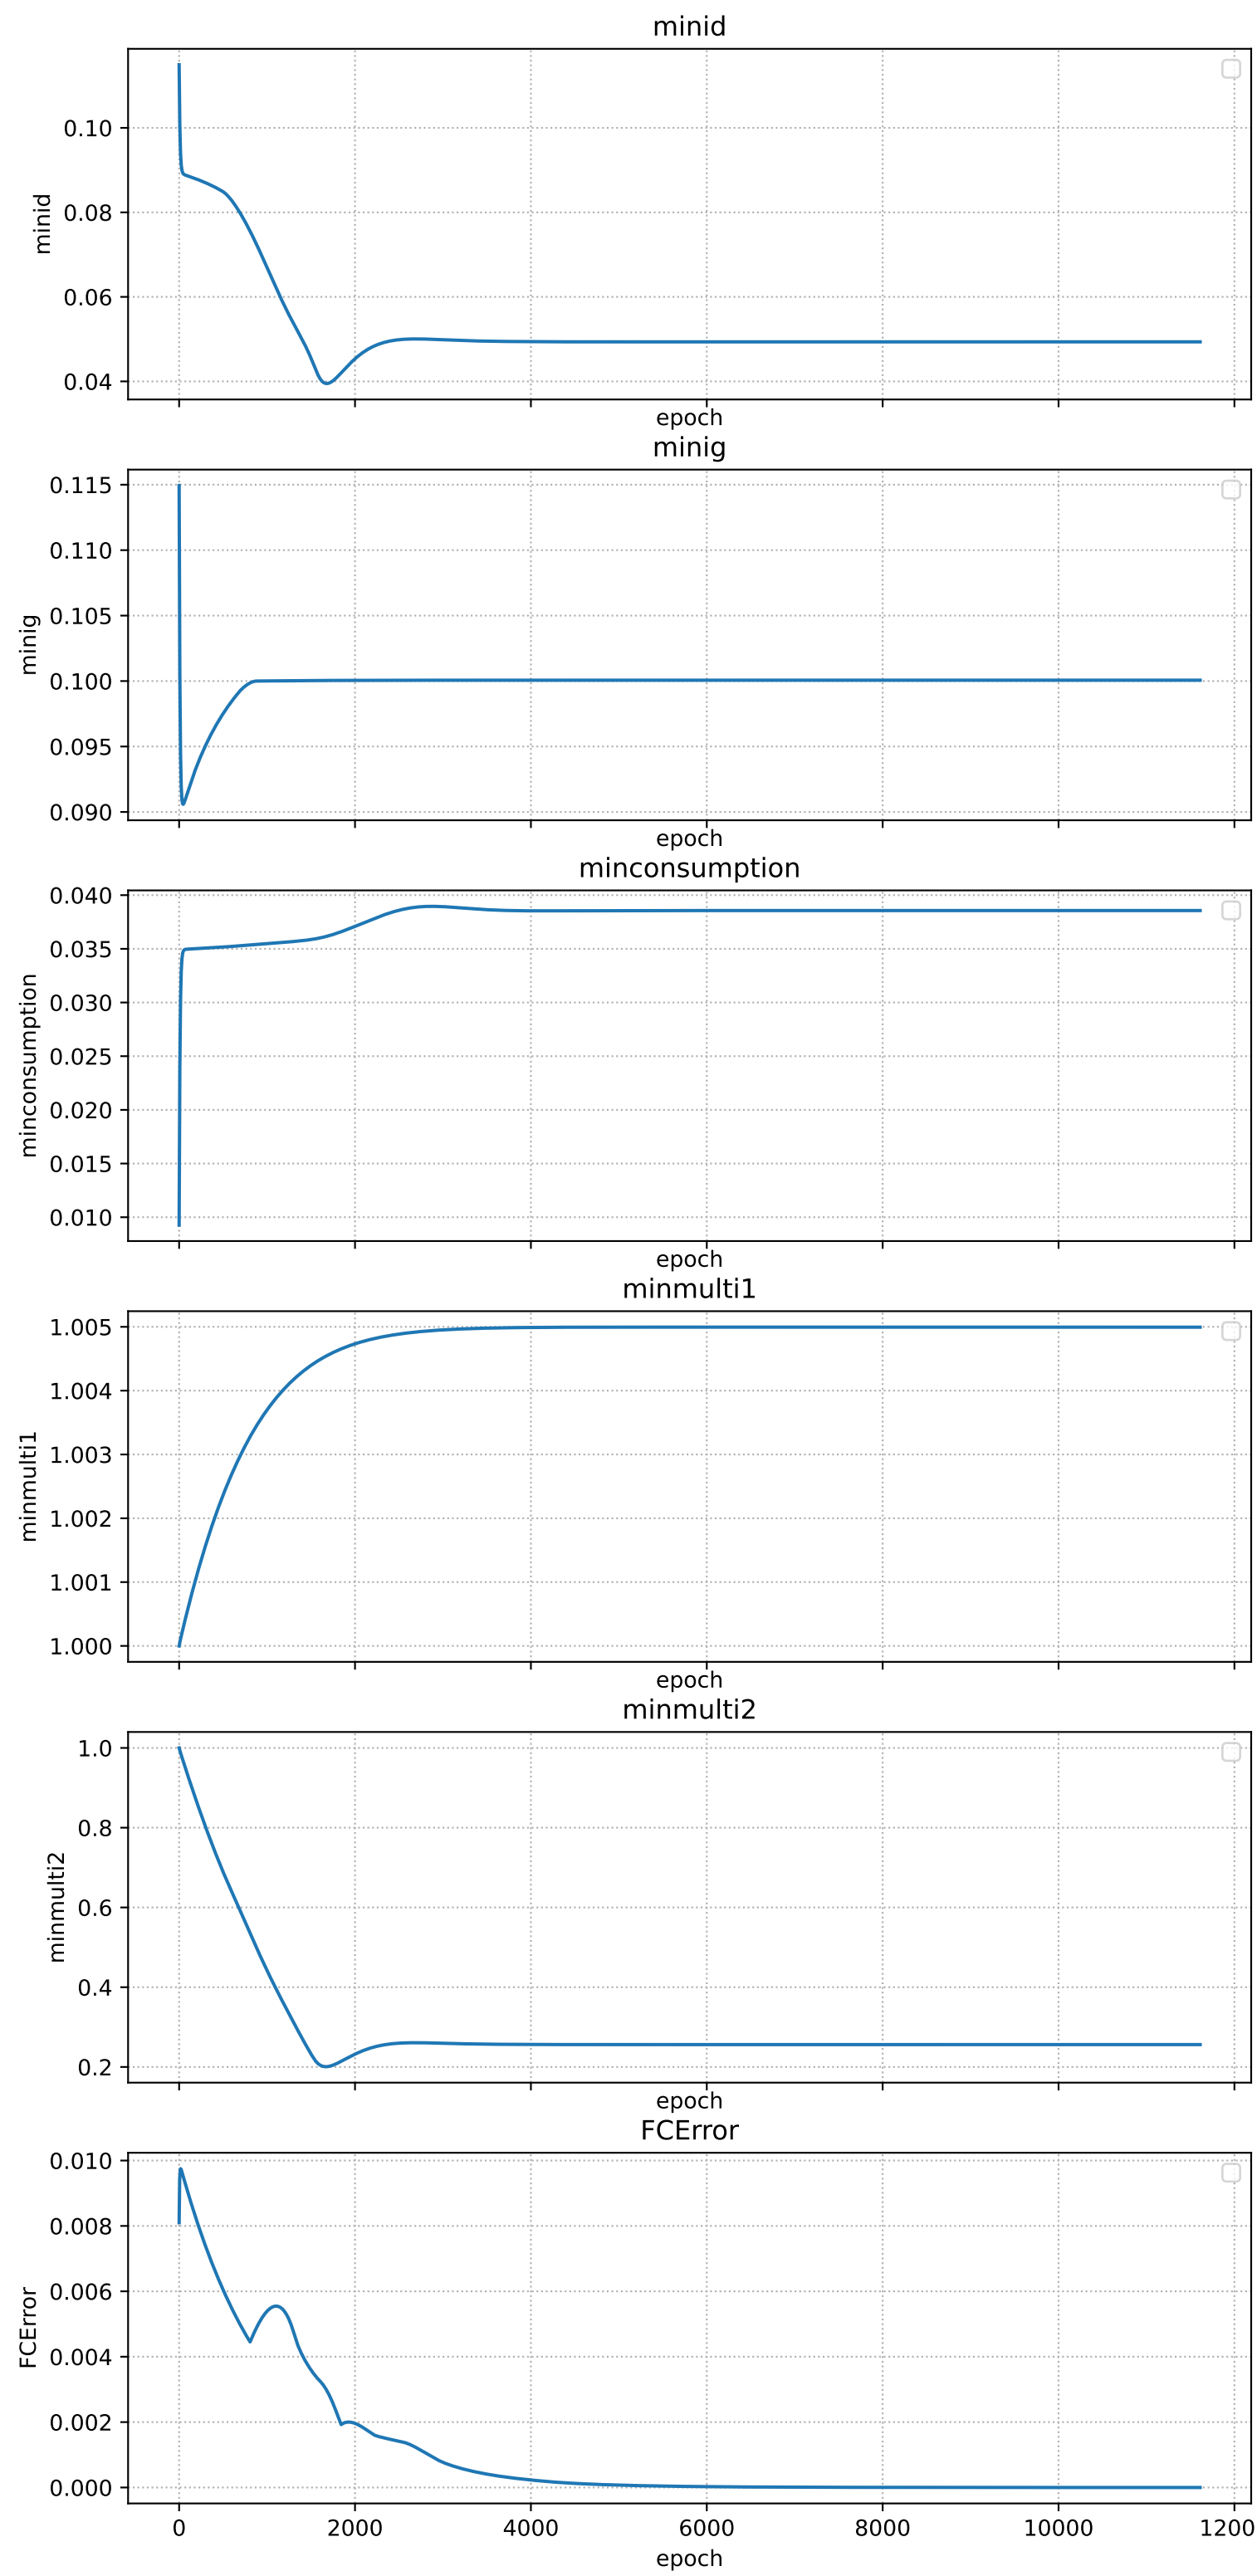 minid
0.10
0.08
0.06
0.04
minid
epoch
minig
0.115
0.110
0.105
0.100
0.095
0.090
minig
epoch
minconsumption
0.040
0.035
0.030
0.025
0.020
0.015
0.010
minconsumption
epoch
minmulti1
1.005
1.004
1.003
1.002
1.001
1.000
minmulti1
epoch
minmulti2
1.0
0.8
0.6
0.4
0.2
minmulti2
epoch
FCError
0.010
0.008
0.006
0.004
0.002
0.000
FCError
0 2000 4000 6000 8000 10000 1200
epoch